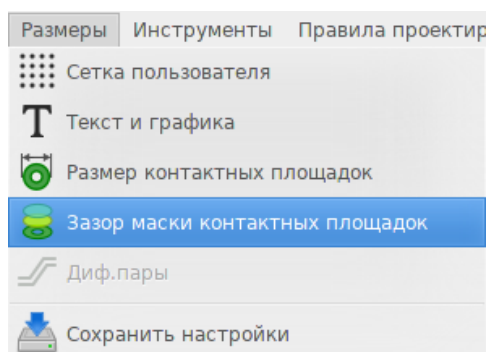 Размеры Инструменты Правила проектир
Сетка пользователя
Текст и графика
Размер контактных площадок
Зазор маски контактных площадок
Диф.пары
Сохранить настройки